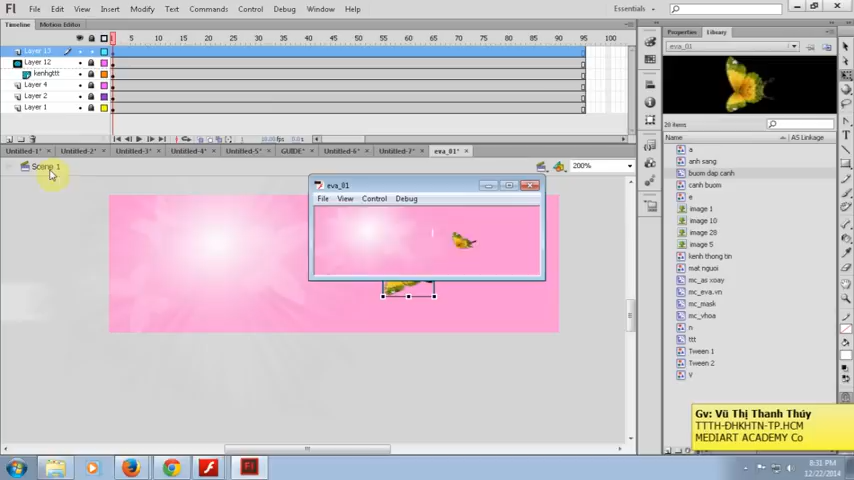 Fl File Edit View Insert Modify Text Commands Control Debug Window Help Essentials
Timeline Motion Editor
5 10 15 20 25 30 35 40 45 50 55 60 65 70 75 80 85 90 95 100
Layer 13
Layer 12
kenhgttt
Layer 4
Layer 2
Layer 1
Untitled-1* Untitled-2* Untitled-3* Untitled-4* Untitled-5* GUIDE* Untitled-6* Untitled-7* eva_01*
Scene 1 200%
eva_01
File View Control Debug
Properties Library
eva_01
20 items
Name AS Linkage
a
anh sang
buom dap canh
canh buom
e
image 1
image 10
image 28
image 5
kenh thong tin
mat nguoi
mc_ao xoay
mc_eva.vn
mc_mask
mc_vhoa
n
ttt
Tween 1
Tween 2
V
Gv: Vũ Thị Thanh Thúy
TTTH-ĐHKHTN-TP.HCM
MEDIART ACADEMY Co
Fl
8:31 PM
12/22/2014